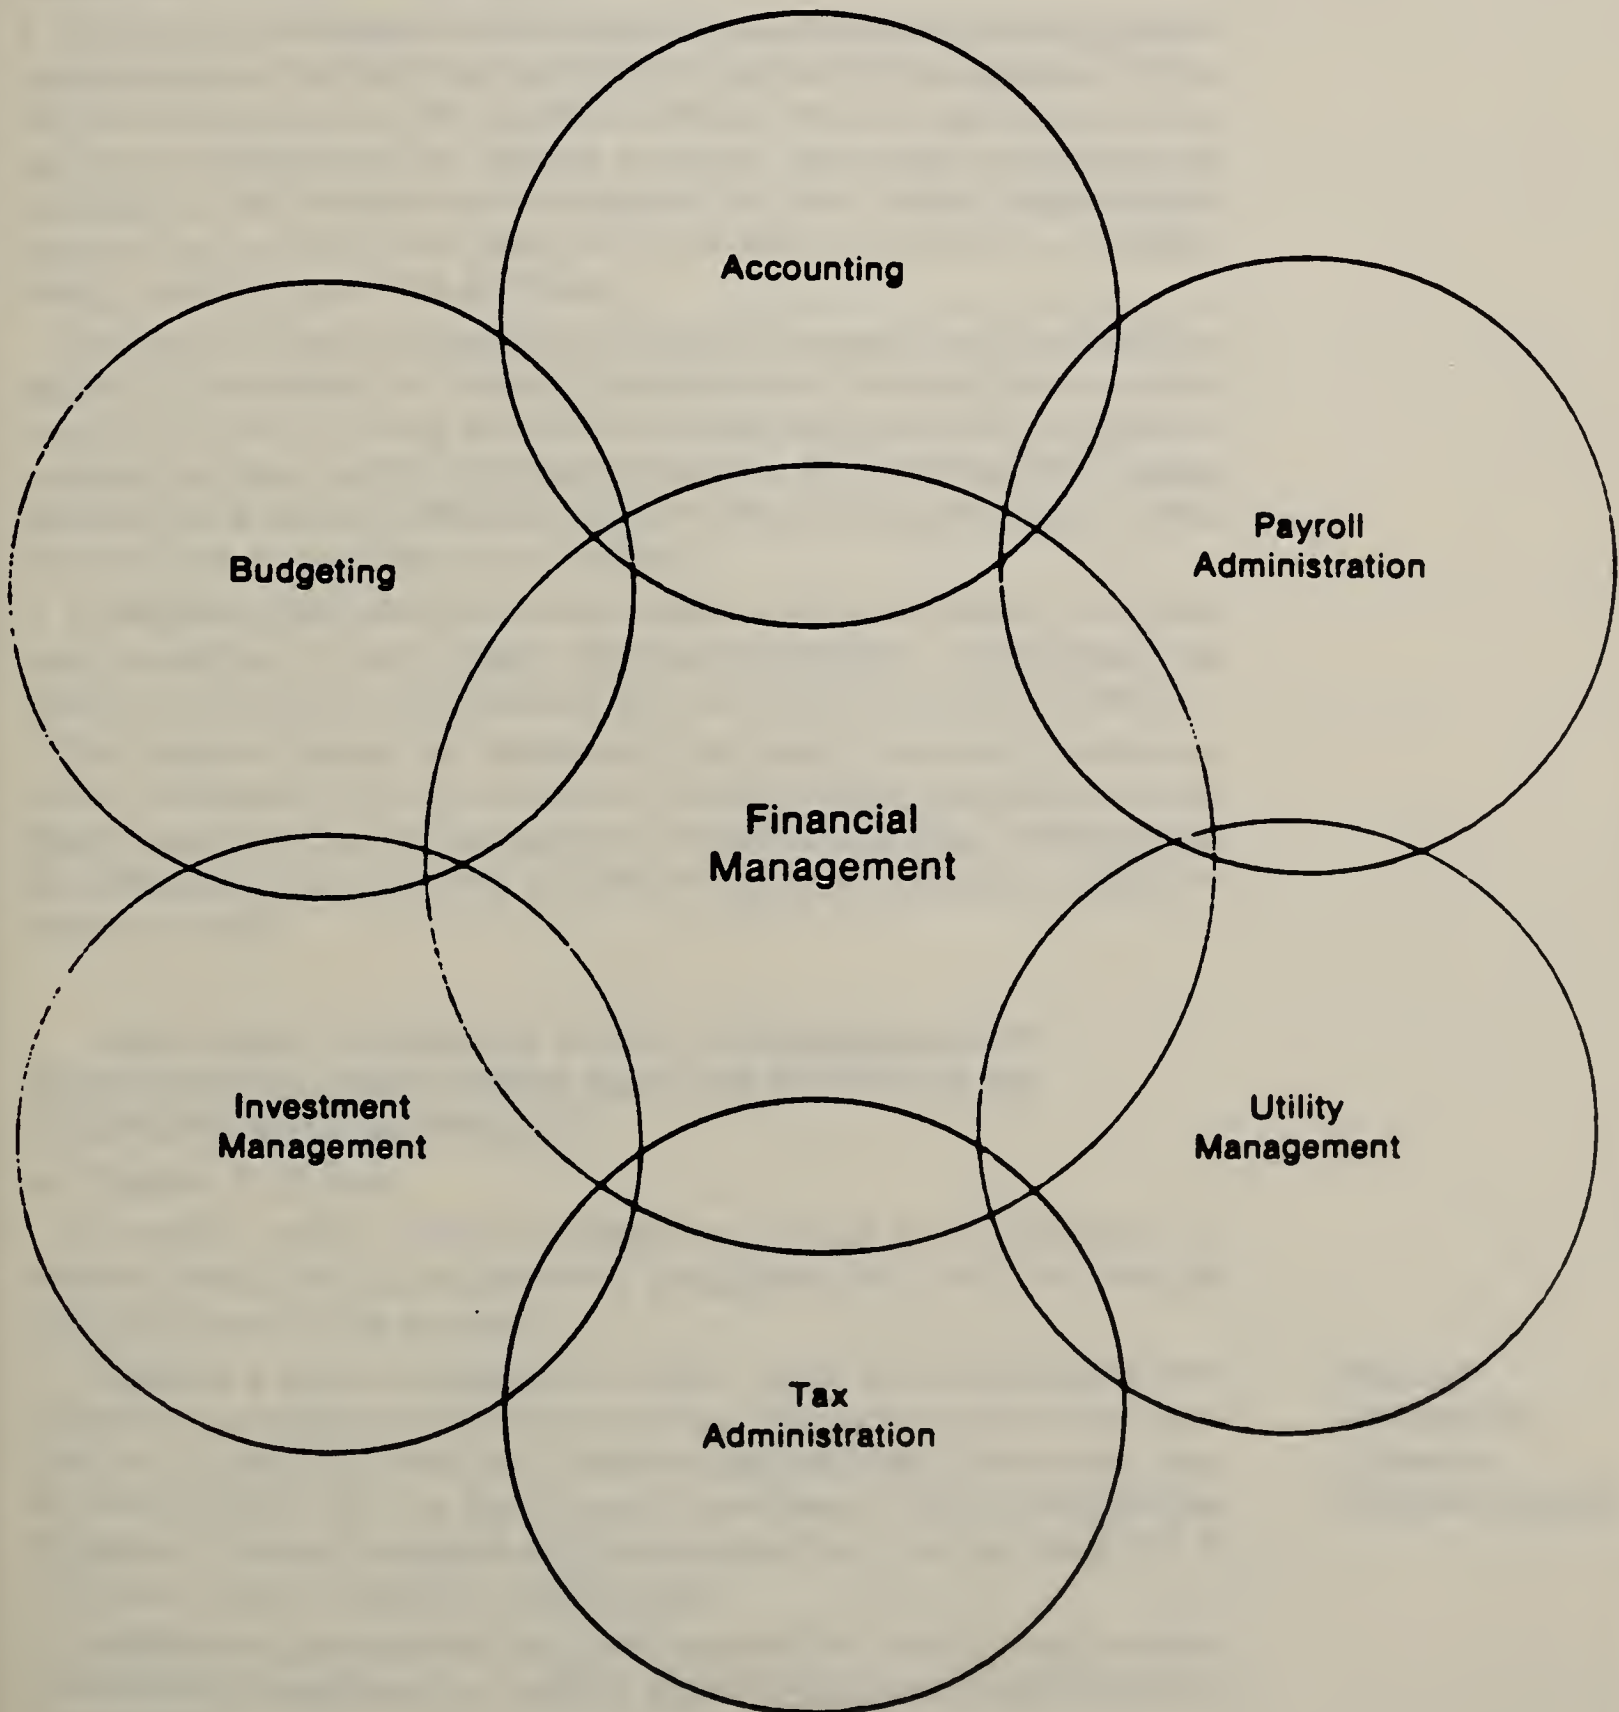 Accounting
Payroll
Administration
Budgeting
Financial
Management
Investment
Management
Utility
Management
Tax
Administration